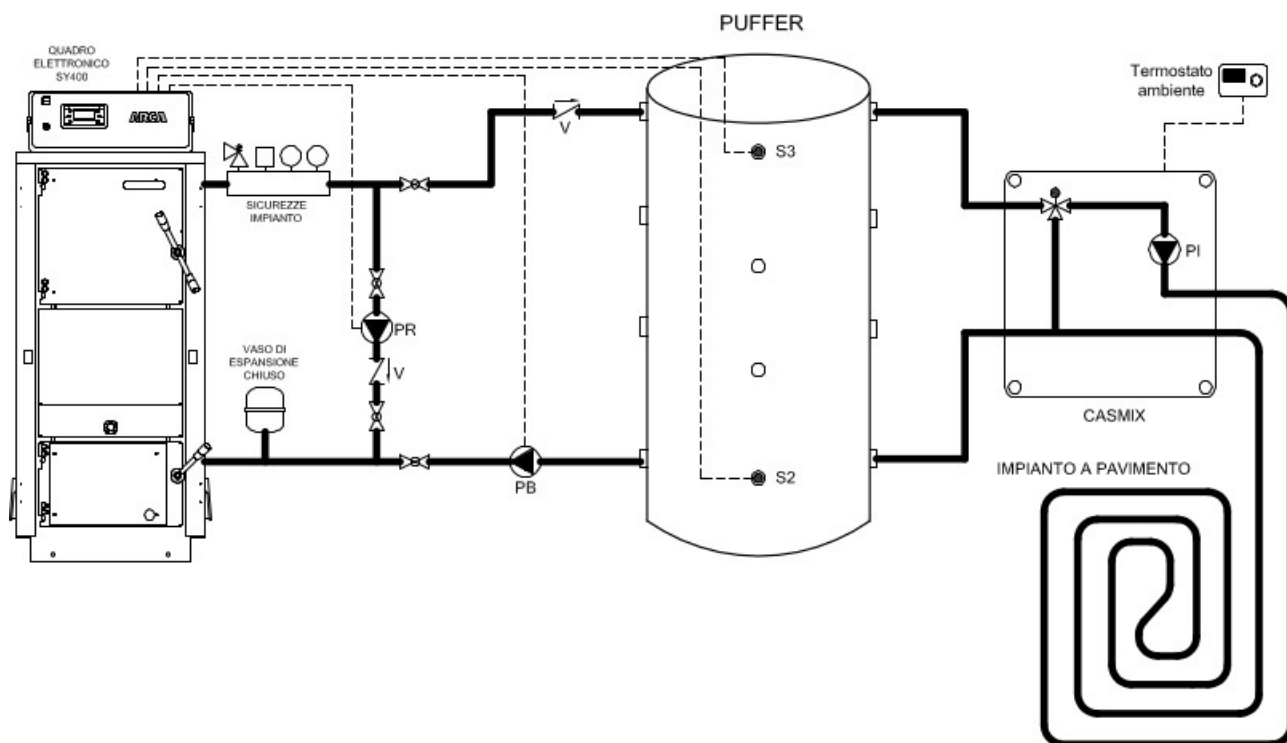 PUFFER
QUADRO
ELETTRONICO
SY400
ARCA
Termostato
ambiente
V
S3
SICUREZZE
IMPIANTO
PI
PR
VASO DI
ESPANSIONE
CHIUSO
V
CASMIX
PB
S2
IMPIANTO A PAVIMENTO